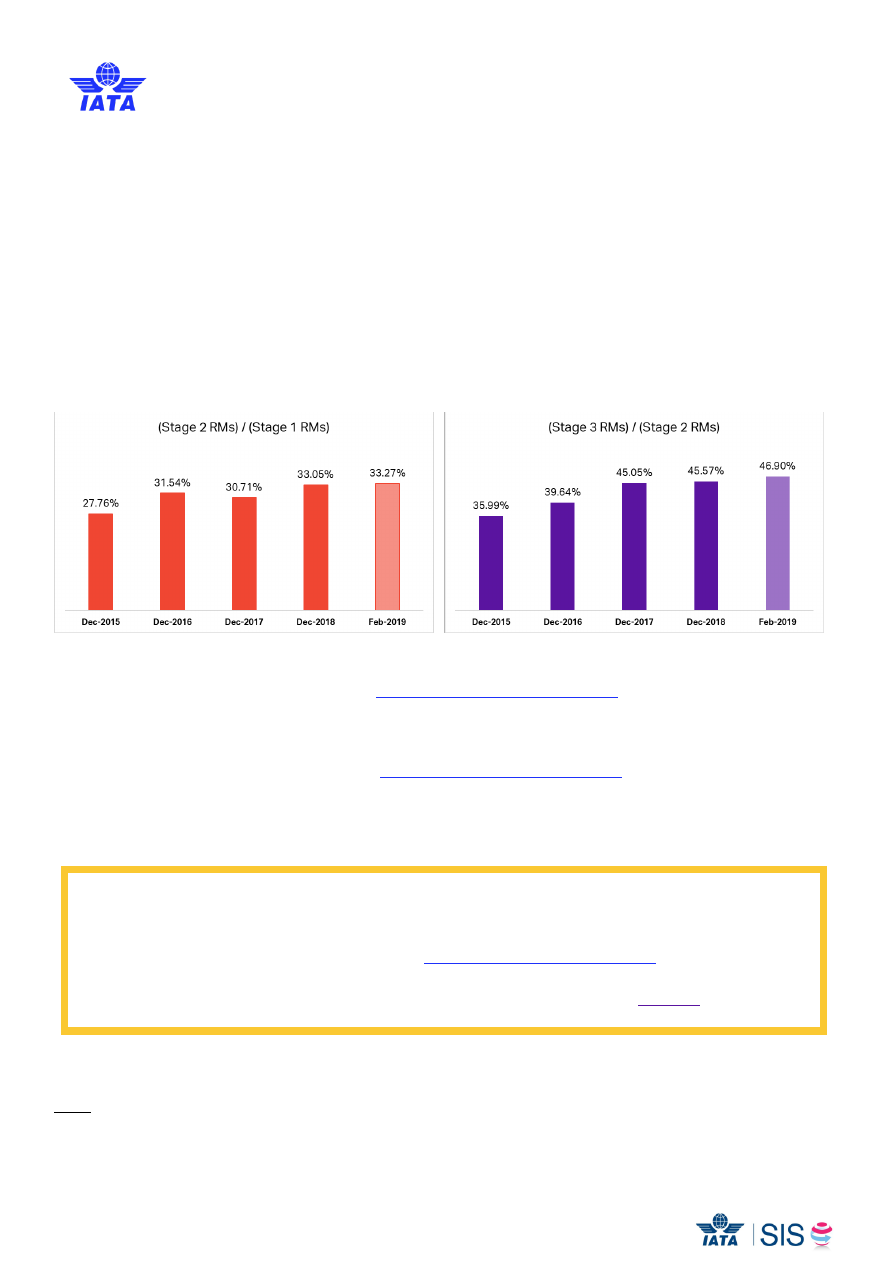 IATA
(Stage 2 RMs) / (Stage 1 RMs)
27.76%
31.54%
30.71%
33.05%
33.27%
Dec-2015
Dec-2016
Dec-2017
Dec-2018
Feb-2019
(Stage 3 RMs) / (Stage 2 RMs)
35.99%
39.64%
45.05%
45.57%
46.90%
Dec-2015
Dec-2016
Dec-2017
Dec-2018
Feb-2019
IATA SIS